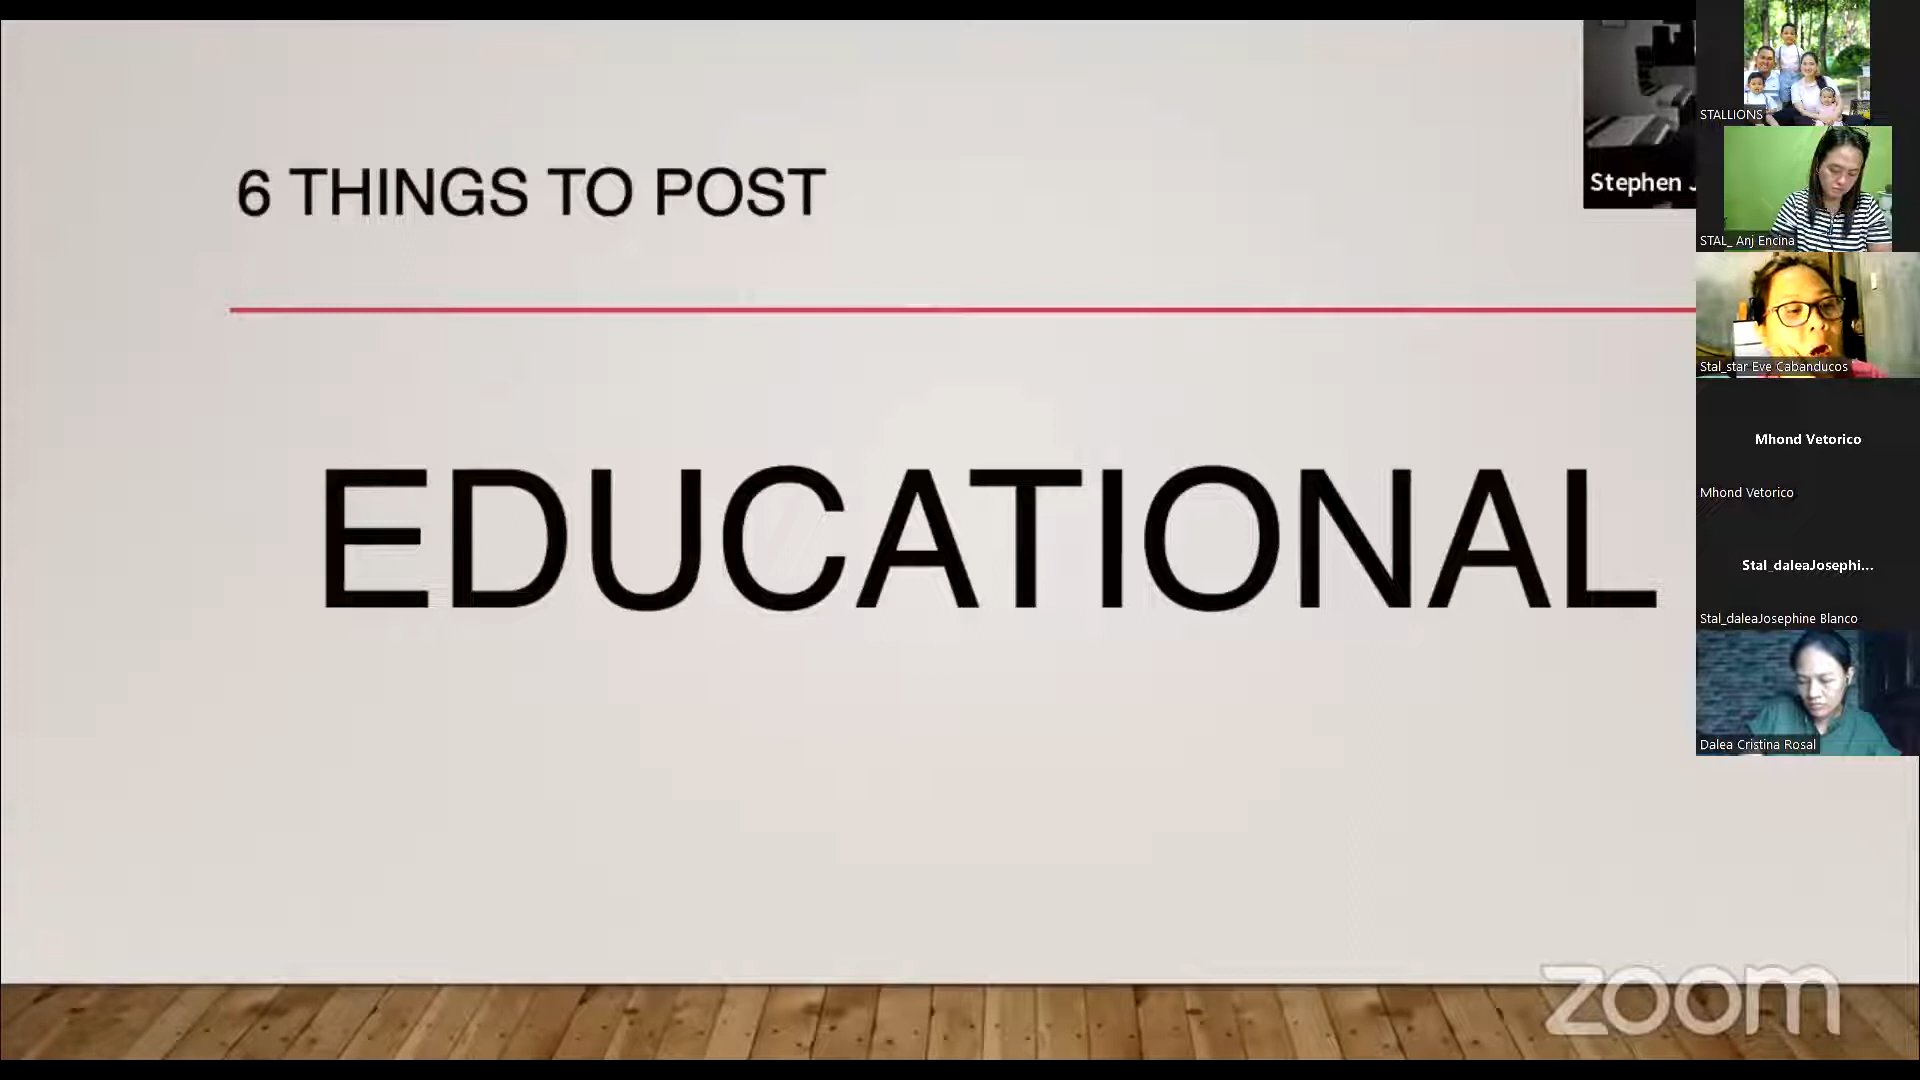 6 THINGS TO POST
EDUCATIONAL
Stephen J
STALLIONS
STAL_ Anj Encina
Stal_star Eve Cabanducos
Mhond Vetorico
Mhond Vetorico
Stal_daleaJosephi...
Stal_daleaJosephine Blanco
Dalea Cristina Rosal
zoom